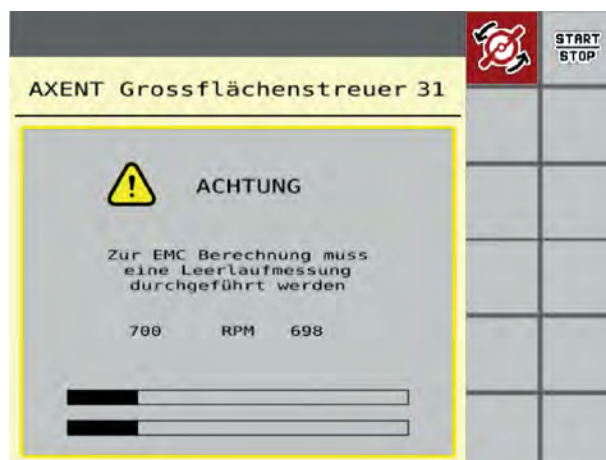 START
STOP
AXENT Grossflächenstreuer 31
ACHTUNG
Zur EMC Berechnung muss
eine Leerlaufmessung
durchgeführt werden
700 RPM 698